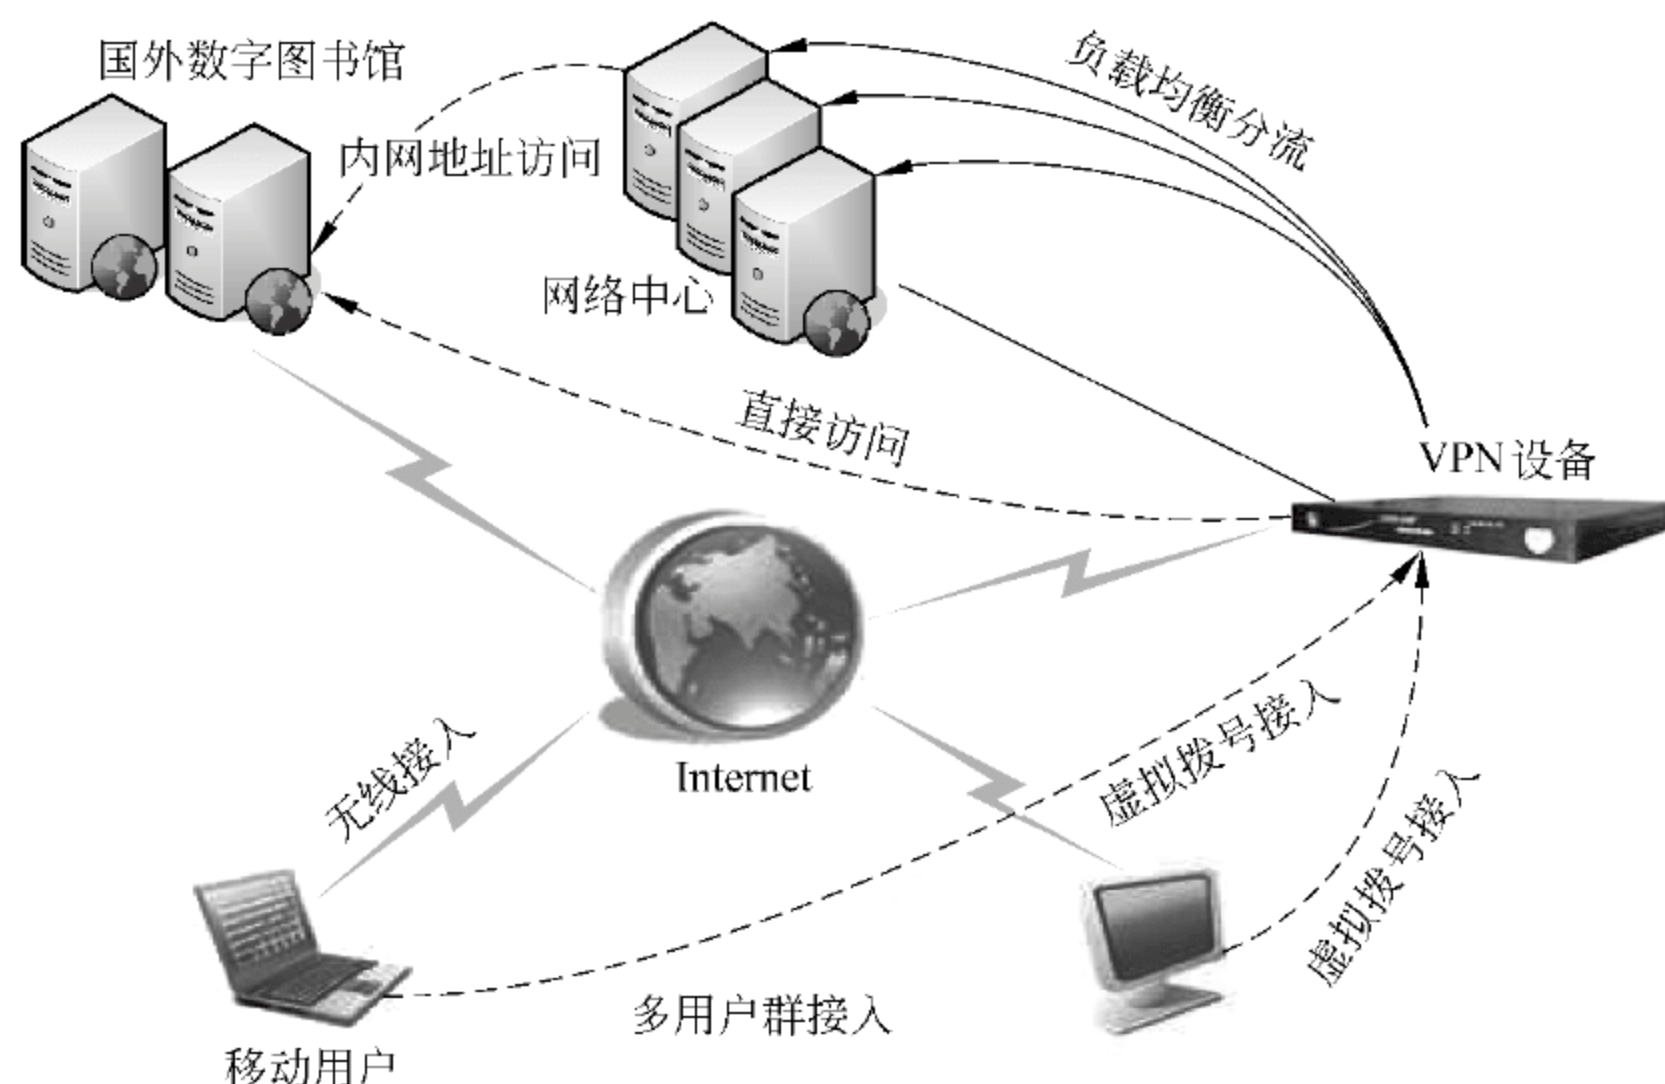 国外数字图书馆
负载均衡分流
内网地址访问
网络中心
直接访问
VPN设备
Internet
无线接入
虚拟拨号接入
虚拟拨号接入
多用户群接入
移动用户